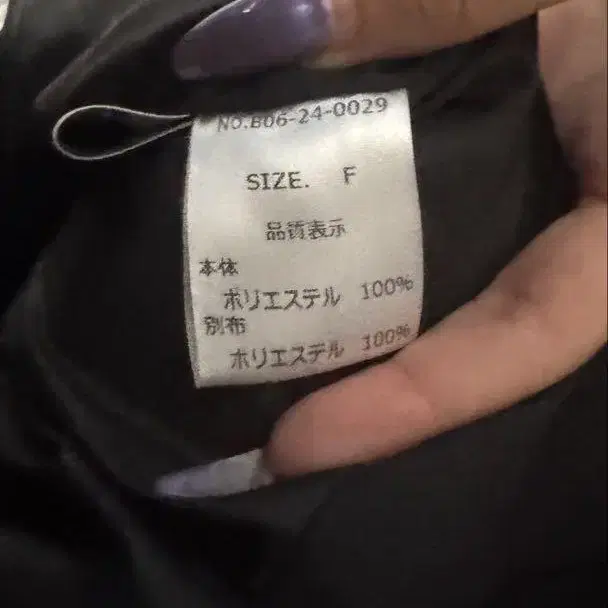 NO.B06-24-0029
SIZE. F
品質表示
本体
ポリエステル 100%
別布
ポリエステル 100%